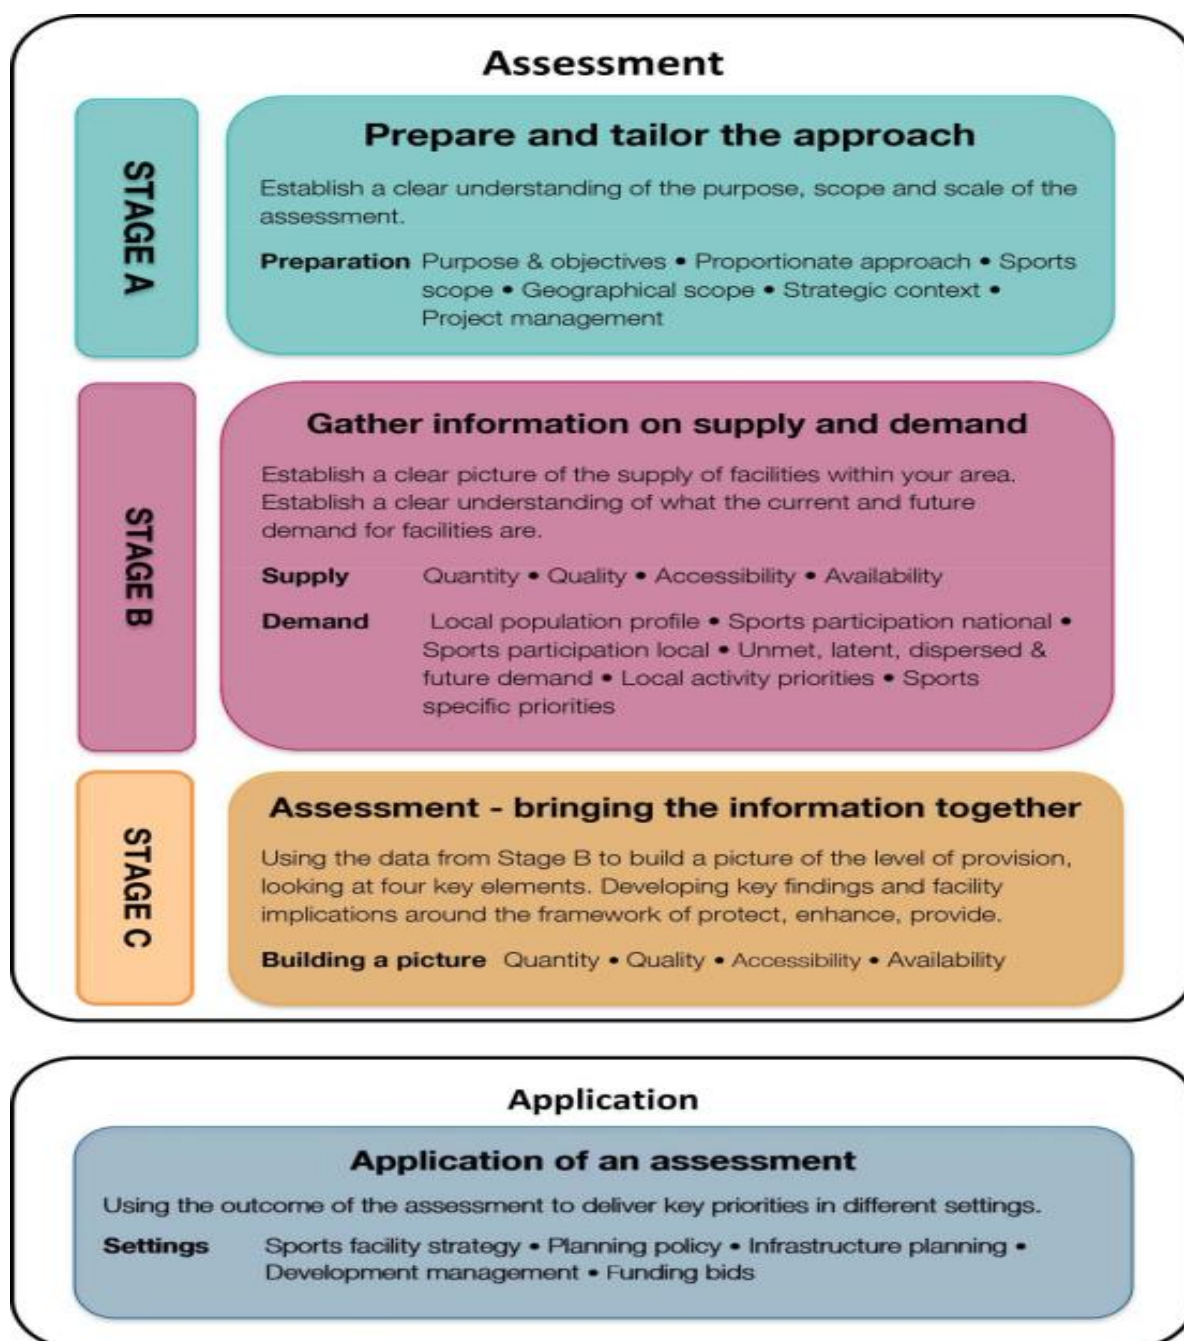 Assessment
STAGE A
Prepare and tailor the approach
Establish a clear understanding of the purpose, scope and scale of the
assessment.
Preparation Purpose & objectives • Proportionate approach • Sports
scope • Geographical scope • Strategic context •
Project management
STAGE B
Gather information on supply and demand
Establish a clear picture of the supply of facilities within your area.
Establish a clear understanding of what the current and future
demand for facilities are.
Supply Quantity • Quality • Accessibility • Availability
Demand Local population profile • Sports participation national •
Sports participation local • Unmet, latent, dispersed &
future demand • Local activity priorities • Sports
specific priorities
STAGE C
Assessment - bringing the information together
Using the data from Stage B to build a picture of the level of provision,
looking at four key elements. Developing key findings and facility
implications around the framework of protect, enhance, provide.
Building a picture Quantity • Quality • Accessibility • Availability
Application
Application of an assessment
Using the outcome of the assessment to deliver key priorities in different settings.
Settings Sports facility strategy • Planning policy • Infrastructure planning •
Development management • Funding bids